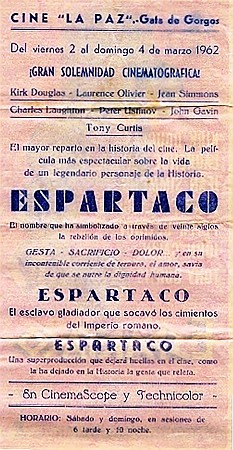 CINE "LA PAZ".-Gata de Gorgos
Del viernes 2 al domingo 4 de marzo 1962
¡GRAN SOLEMNIDAD CINEMATOGRAFICA!
Kirk Douglas - Laurence Olivier - Jean Simmons
Charles Laughton - Peter Ustinov - John Gavin
Tony Curtis
El mayor reparto en la historia del cine. La pelí-
cula más espectacular sobre la vida
de un legendario personaje de la Historia.
ESPARTACO
El nombre que ha simbolizado a través de veinte siglos
la rebelión de los oprimidos.
GESTA - SACRIFICIO - DOLOR... y en su
incontenible corriente de ternura, el amor, savia
de que se nutre la dignidad humana.
ESPARTACO
El esclavo gladiador que socavó los cimientos
del Imperio romano.
ESPARTACO
Una superproducción que dejará huellas en el cine, como
la ha dejado en la Historia la gesta que relata.
- En CinemaScope y Technicolor -
HORARIO: Sábado y domingo, en sesiones de
6 tarde y 10 noche.